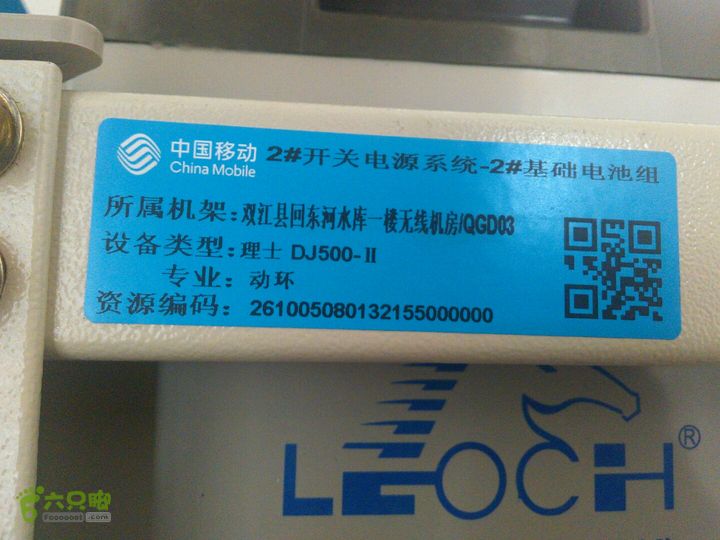 中国移动
China Mobile
2#开关电源系统-2#基础电池组
所属机架:双江县回东河水库一楼无线机房/QGD03
设备类型:理士 DJ500-Ⅱ
专业:动环
资源编码:261005080132155000000
LEOCH®
六只脚
Foooooot.com